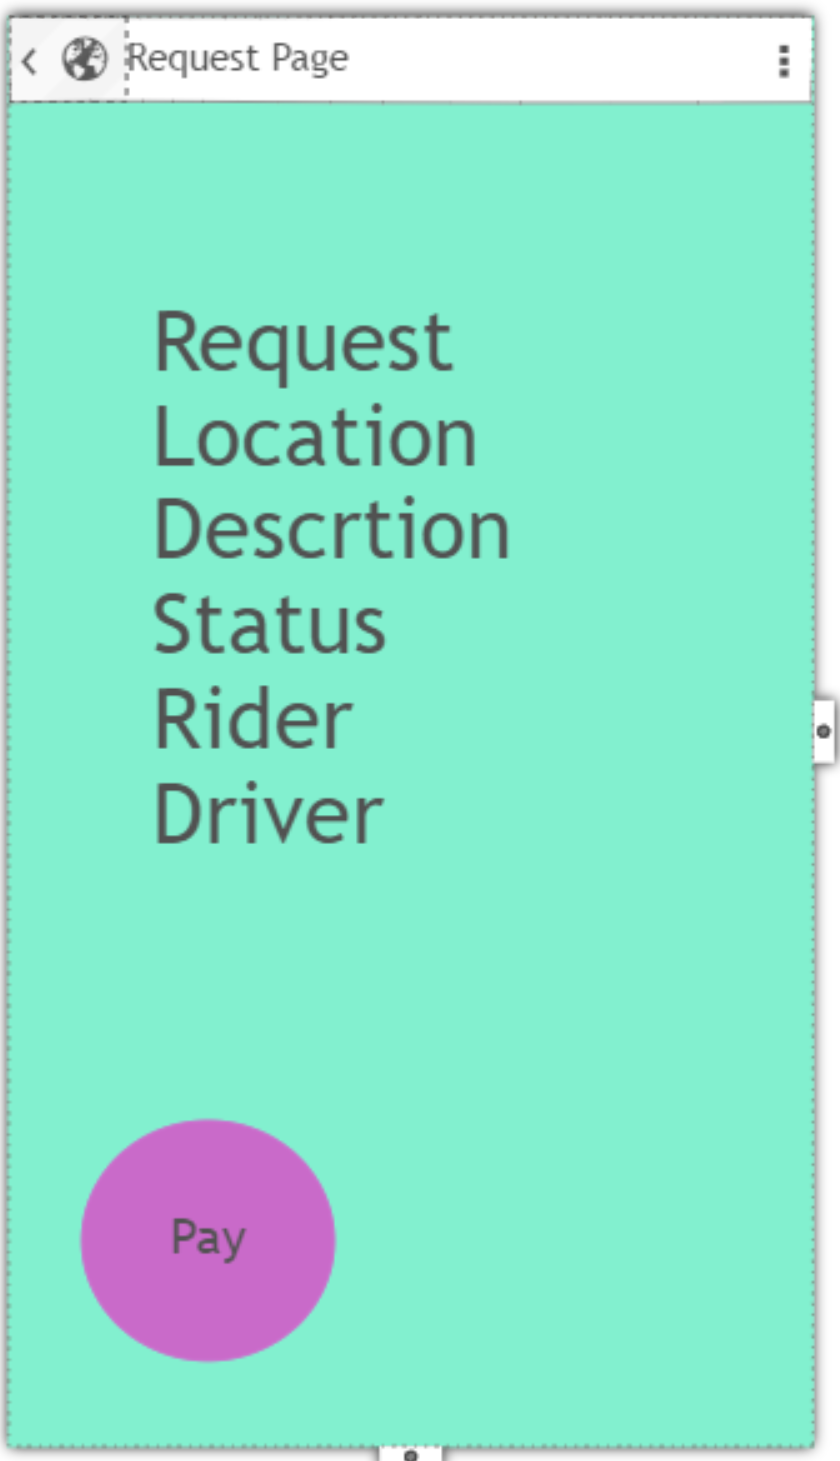 Request Page
Request
Location
Descrtion
Status
Rider
Driver
Pay